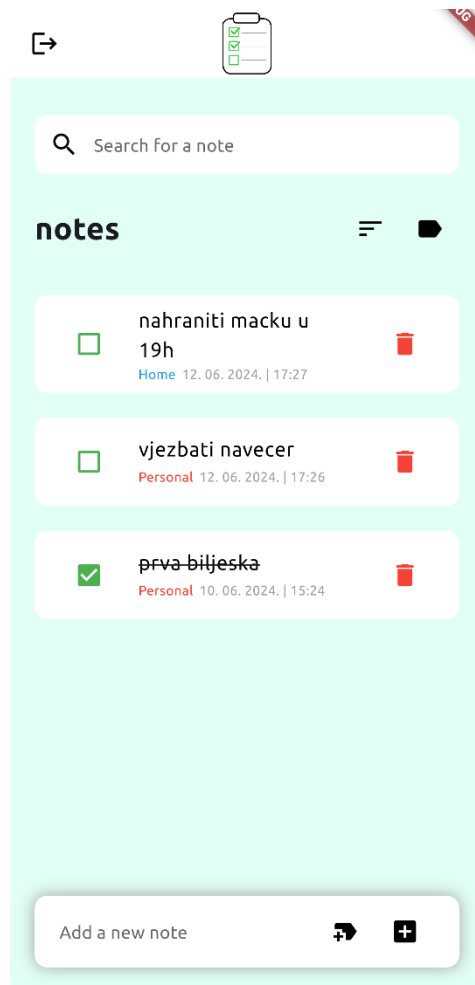 Search for a note
notes
nahraniti macku u
19h
Home 12. 06. 2024. | 17:27
vjezbati navecer
Personal 12. 06. 2024. | 17:26
prva biljeska
Personal 10. 06. 2024. | 15:24
Add a new note